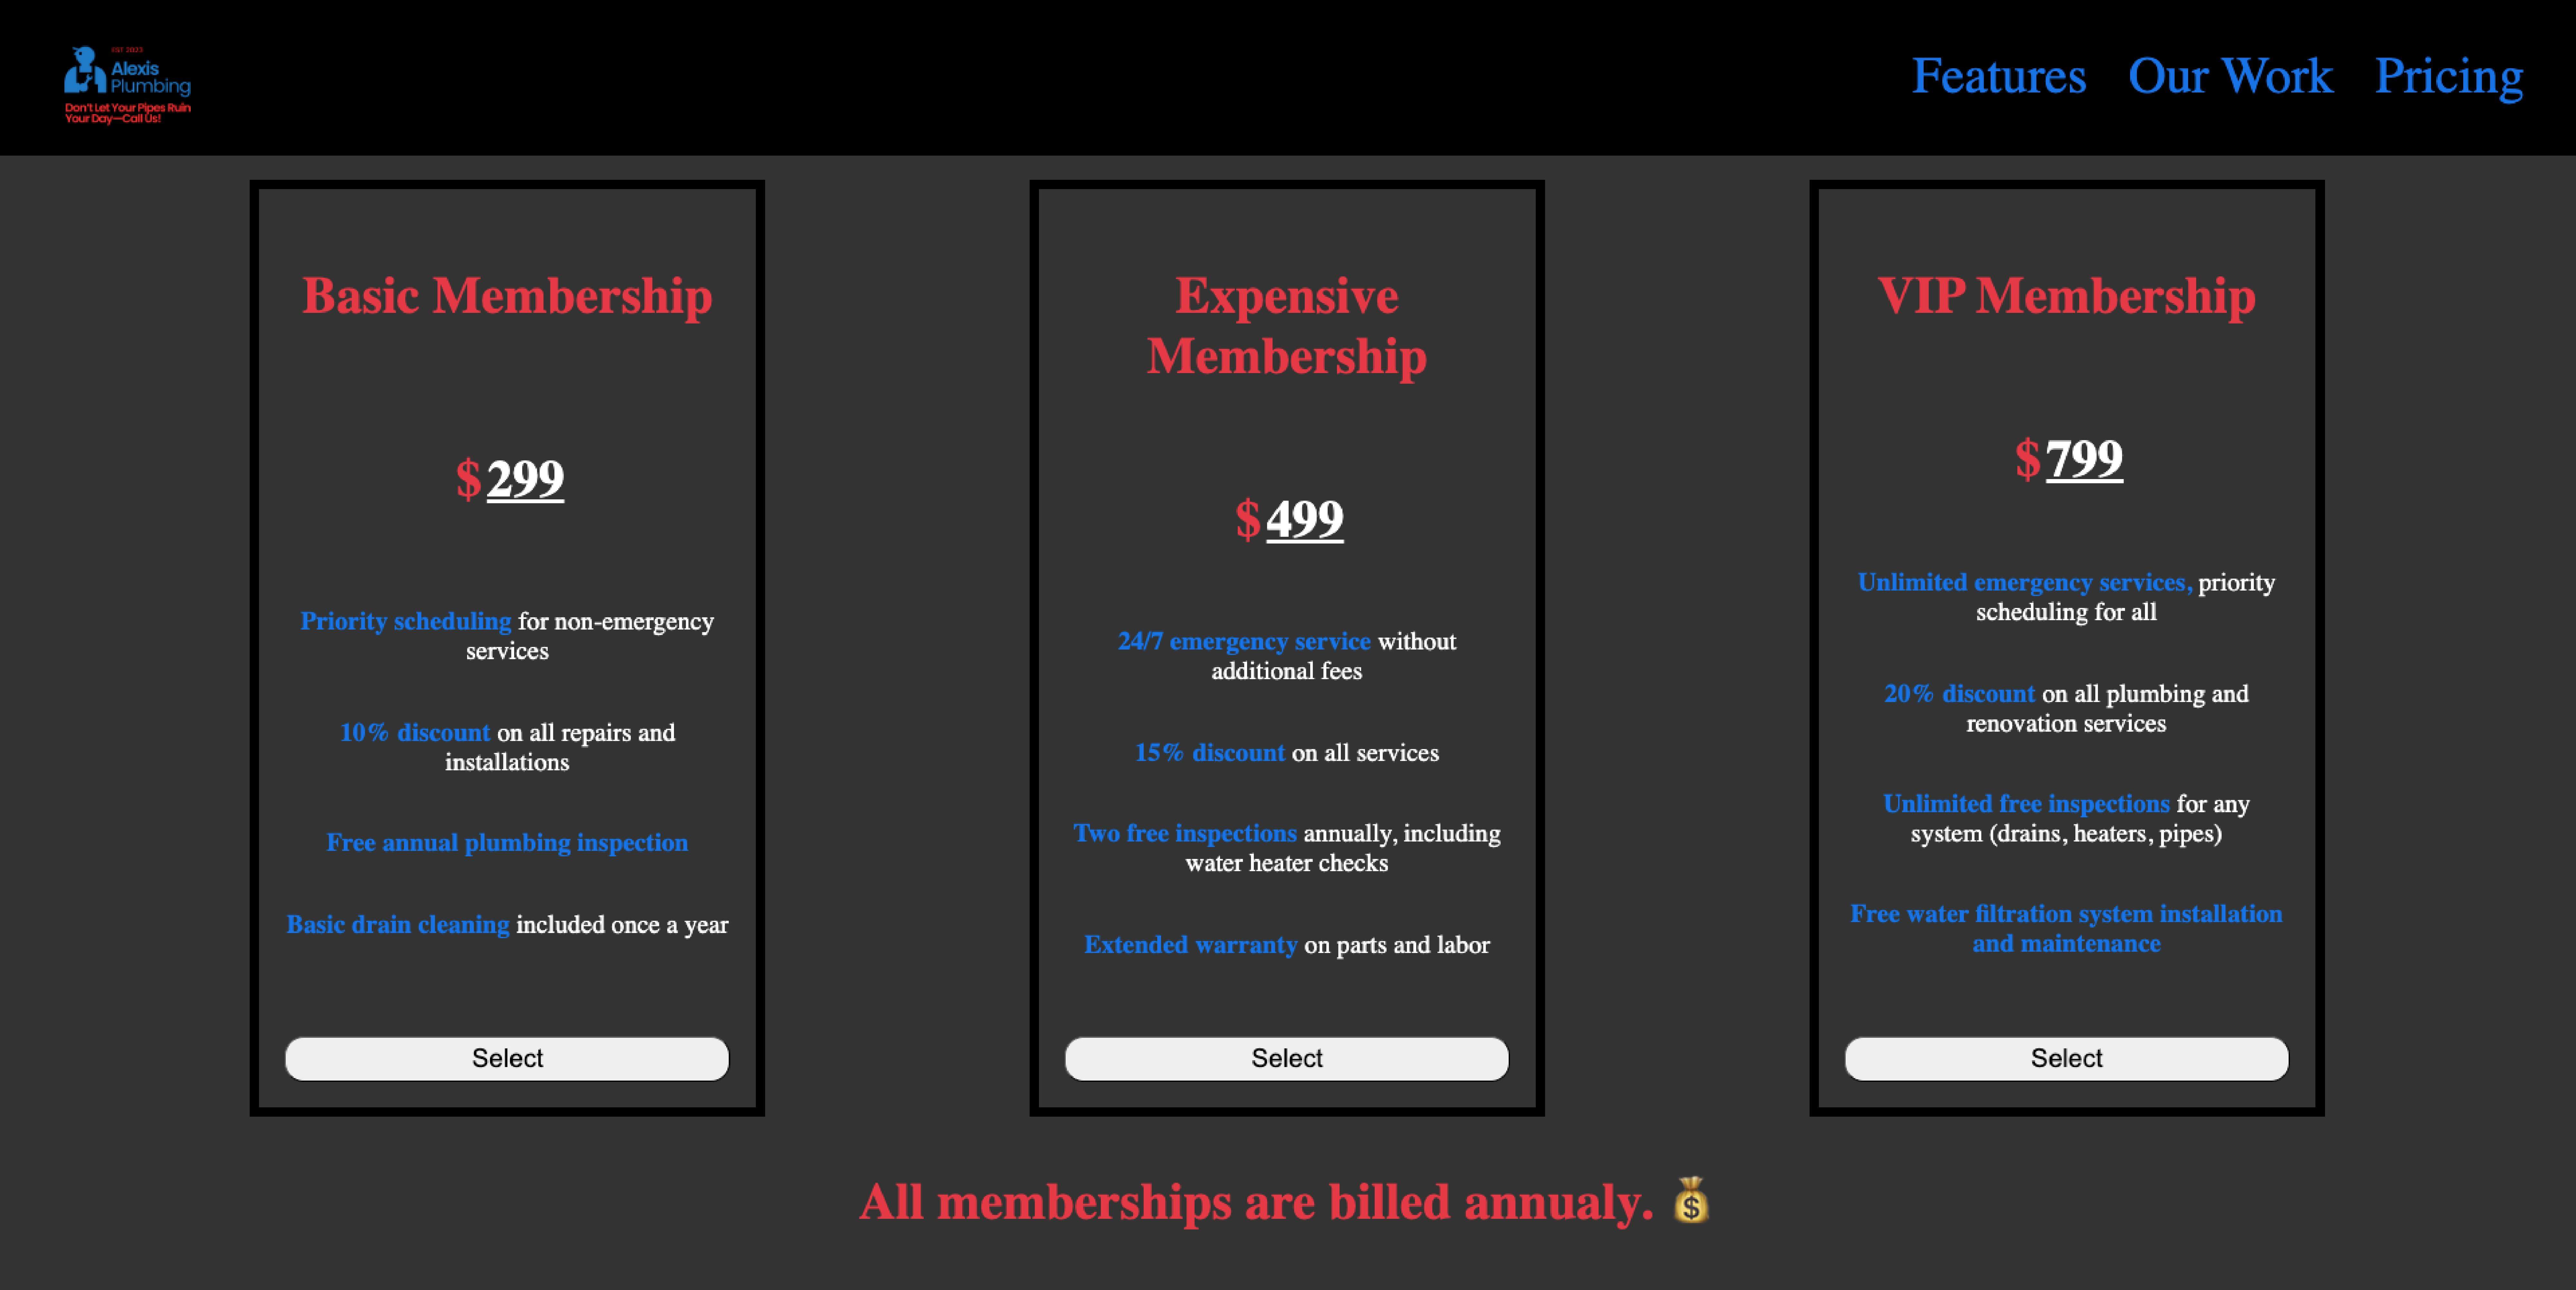 EST 2023
Alexis
Plumbing
Don't Let Your Pipes Ruin
Your Day—Call Us!
Features Our Work Pricing
Basic Membership
$299
Priority scheduling for non-emergency
services
10% discount on all repairs and
installations
Free annual plumbing inspection
Basic drain cleaning included once a year
Select
Expensive
Membership
$499
24/7 emergency service without
additional fees
15% discount on all services
Two free inspections annually, including
water heater checks
Extended warranty on parts and labor
Select
VIP Membership
$799
Unlimited emergency services, priority
scheduling for all
20% discount on all plumbing and
renovation services
Unlimited free inspections for any
system (drains, heaters, pipes)
Free water filtration system installation
and maintenance
Select
All memberships are billed annualy. 💰